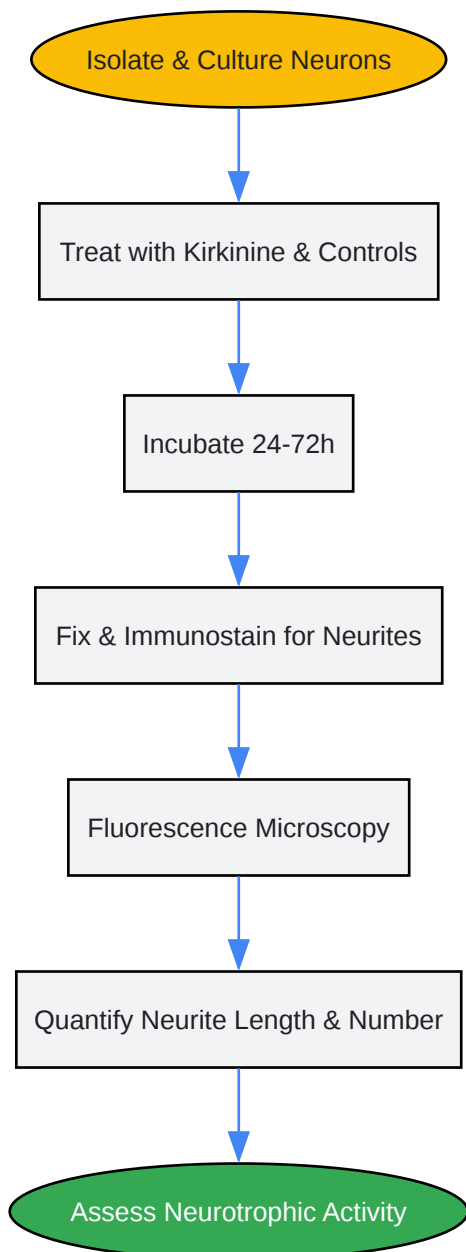 Isolate & Culture Neurons
Treat with Kirkinine & Controls
Incubate 24-72h
Fix & Immunostain for Neurites
Fluorescence Microscopy
Quantify Neurite Length & Number
Assess Neurotrophic Activity